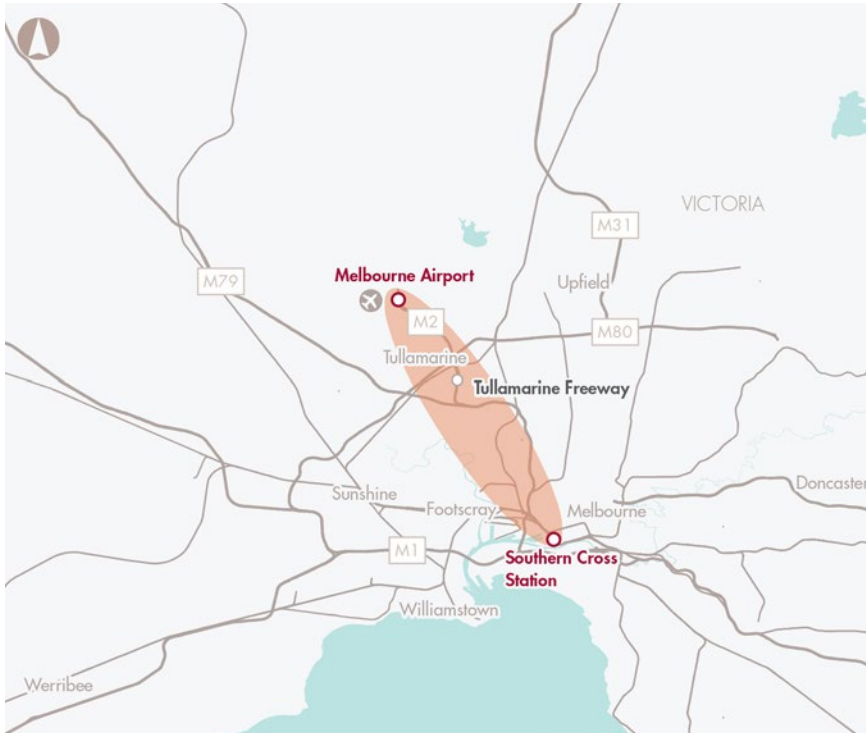 VICTORIA
M31
Melbourne Airport
M79
Upfield
M2
M80
Tullamarine
Tullamarine Freeway
Doncaster
Sunshine
Footscray
Melbourne
M1
Southern Cross
Station
Williamstown
Werribee